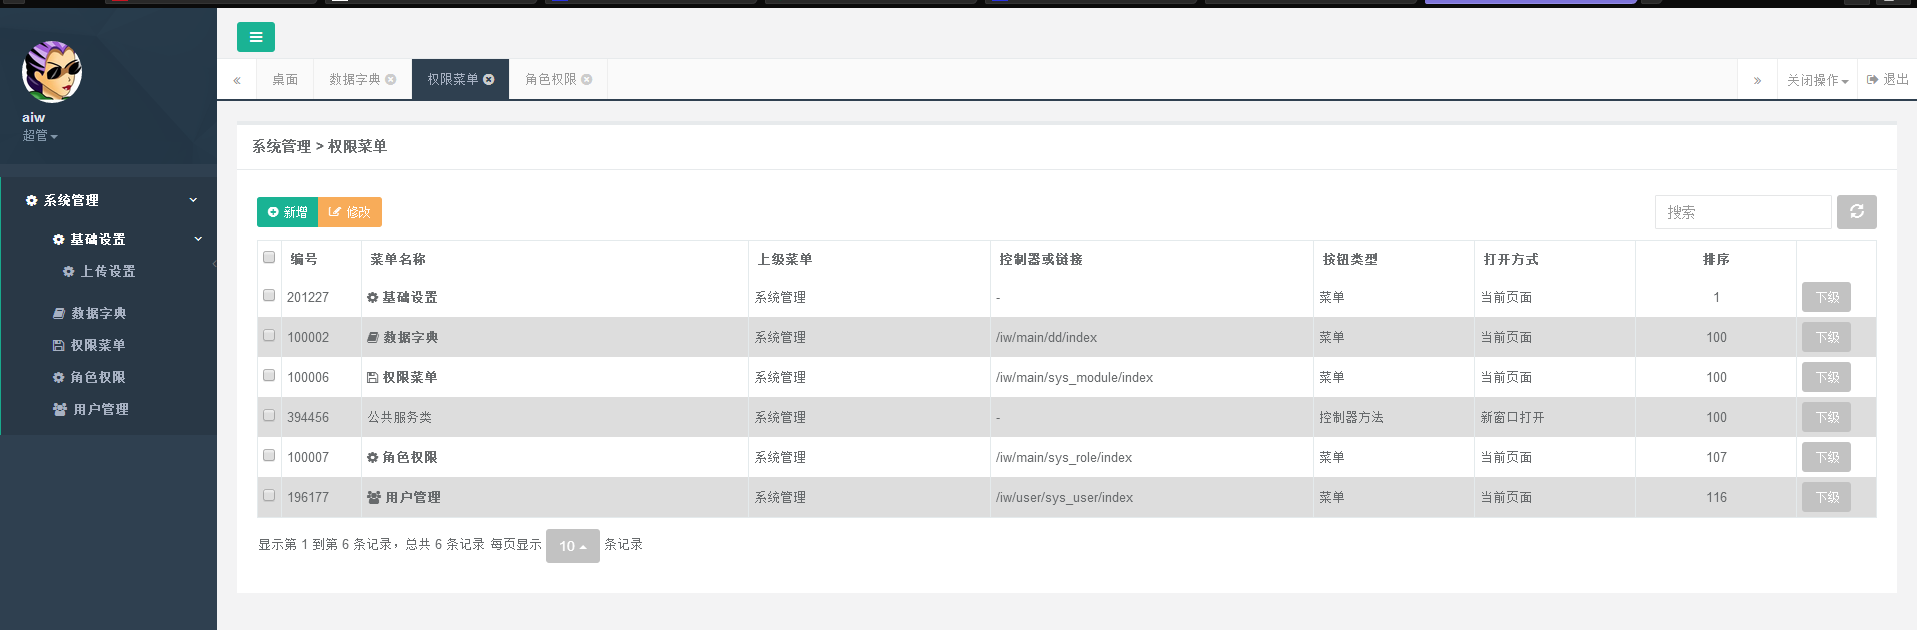 aiw
超管
系统管理
基础设置
上传设置
数据字典
权限菜单
角色权限
用户管理
桌面 数据字典 权限菜单 角色权限 关闭操作 退出
系统管理 > 权限菜单
新增 修改 搜索
编号 菜单名称 上级菜单 控制器或链接 按钮类型 打开方式 排序
201227 基础设置 系统管理 - 菜单 当前页面 1 下级
100002 数据字典 系统管理 /iw/main/dd/index 菜单 当前页面 100 下级
100006 权限菜单 系统管理 /iw/main/sys_module/index 菜单 当前页面 100 下级
394456 公共服务类 系统管理 - 控制器方法 新窗口打开 100 下级
100007 角色权限 系统管理 /iw/main/sys_role/index 菜单 当前页面 107 下级
196177 用户管理 系统管理 /iw/user/sys_user/index 菜单 当前页面 116 下级
显示第 1 到第 6 条记录，总共 6 条记录 每页显示 10 条记录